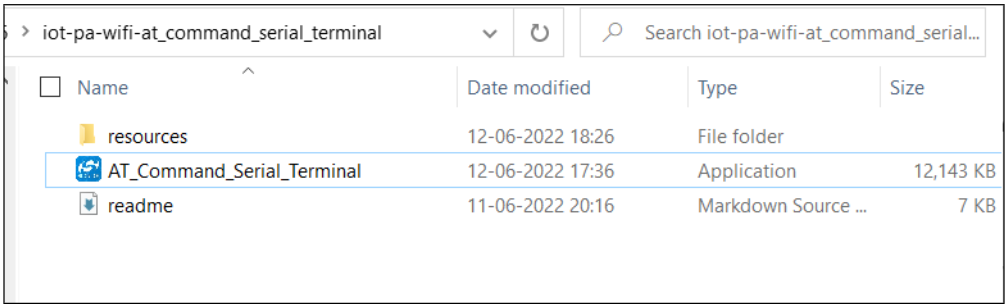 iot-pa-wifi-at_command_serial_terminal Search iot-pa-wifi-at_command_serial...
Name Date modified Type Size
resources 12-06-2022 18:26 File folder
AT_Command_Serial_Terminal 12-06-2022 17:36 Application 12,143 KB
readme 11-06-2022 20:16 Markdown Source ... 7 KB